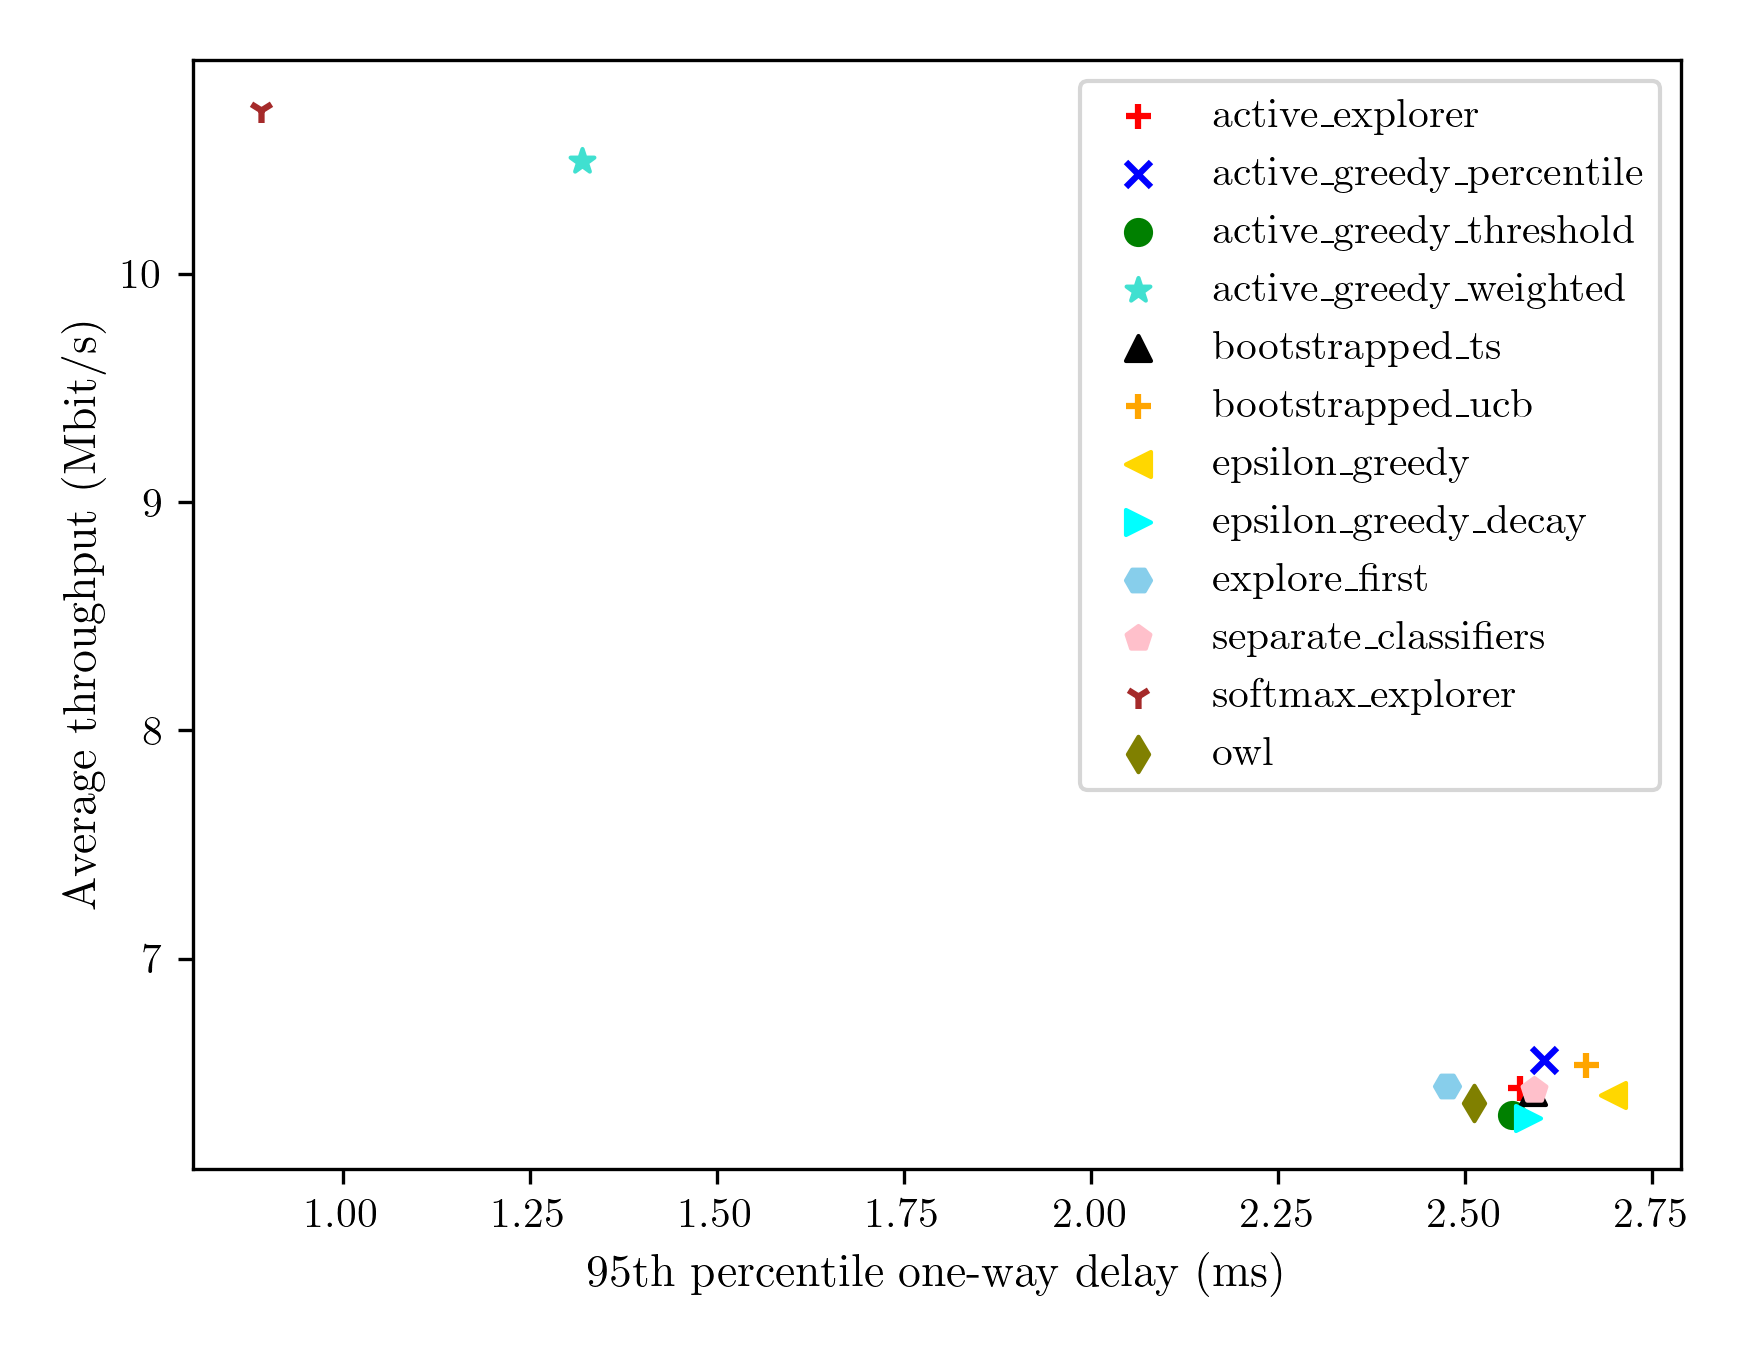 Average throughput (Mbit/s)
10
9
8
7
1.00 1.25 1.50 1.75 2.00 2.25 2.50 2.75
95th percentile one-way delay (ms)
active_explorer
active_greedy_percentile
active_greedy_threshold
active_greedy_weighted
bootstrapped_ts
bootstrapped_ucb
epsilon_greedy
epsilon_greedy_decay
explore_first
separate_classifiers
softmax_explorer
owl